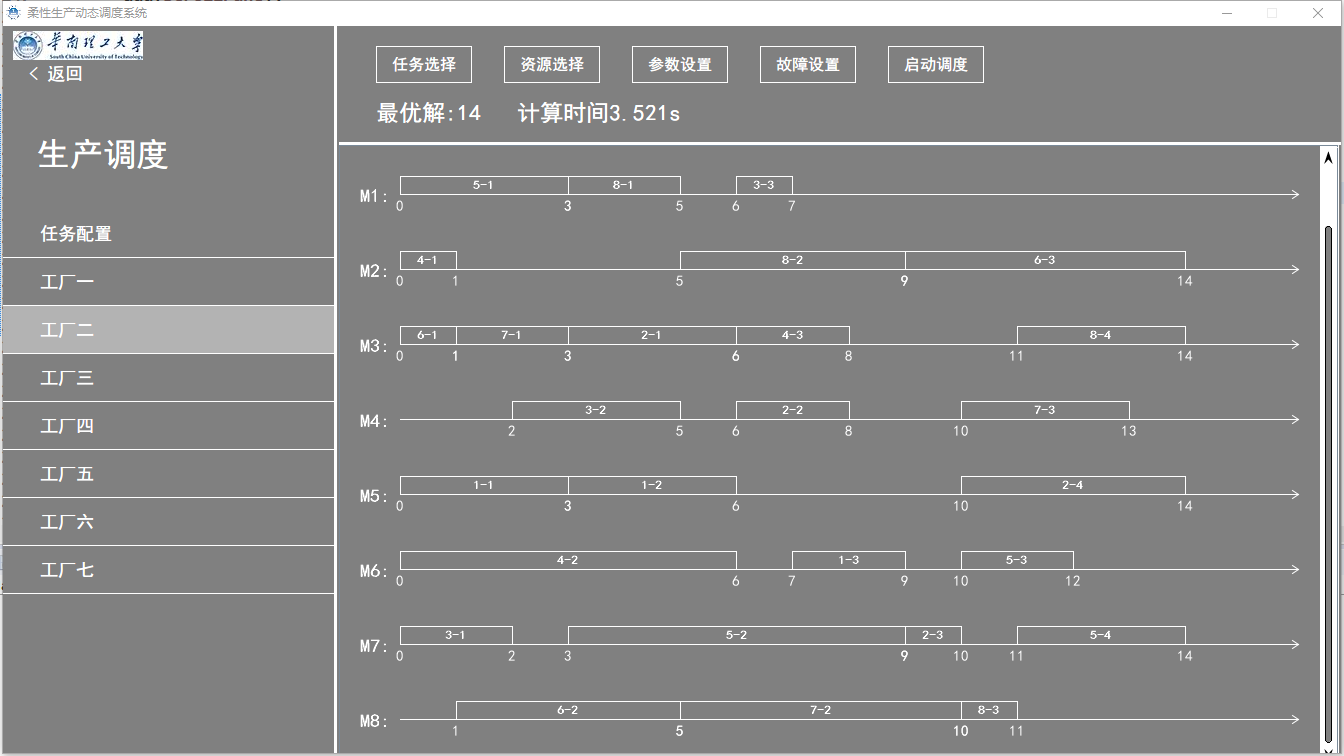 柔性生产动态调度系统
华南理工大学
South China University of Technology
返回
生产调度
任务配置
工厂一
工厂二
工厂三
工厂四
工厂五
工厂六
工厂七
任务选择 资源选择 参数设置 故障设置 启动调度
最优解:14 计算时间3.521s
5-1 8-1 3-3
M1:
0 3 5 6 7
4-1 8-2 6-3
M2:
0 1 5 9 14
6-1 7-1 2-1 4-3 8-4
M3:
0 1 3 6 8 11 14
3-2 2-2 7-3
M4:
2 5 6 8 10 13
1-1 1-2 2-4
M5:
0 3 6 10 14
4-2 1-3 5-3
M6:
0 6 7 9 10 12
3-1 5-2 2-3 5-4
M7:
0 2 3 9 10 11 14
6-2 7-2 8-3
M8:
1 5 10 11